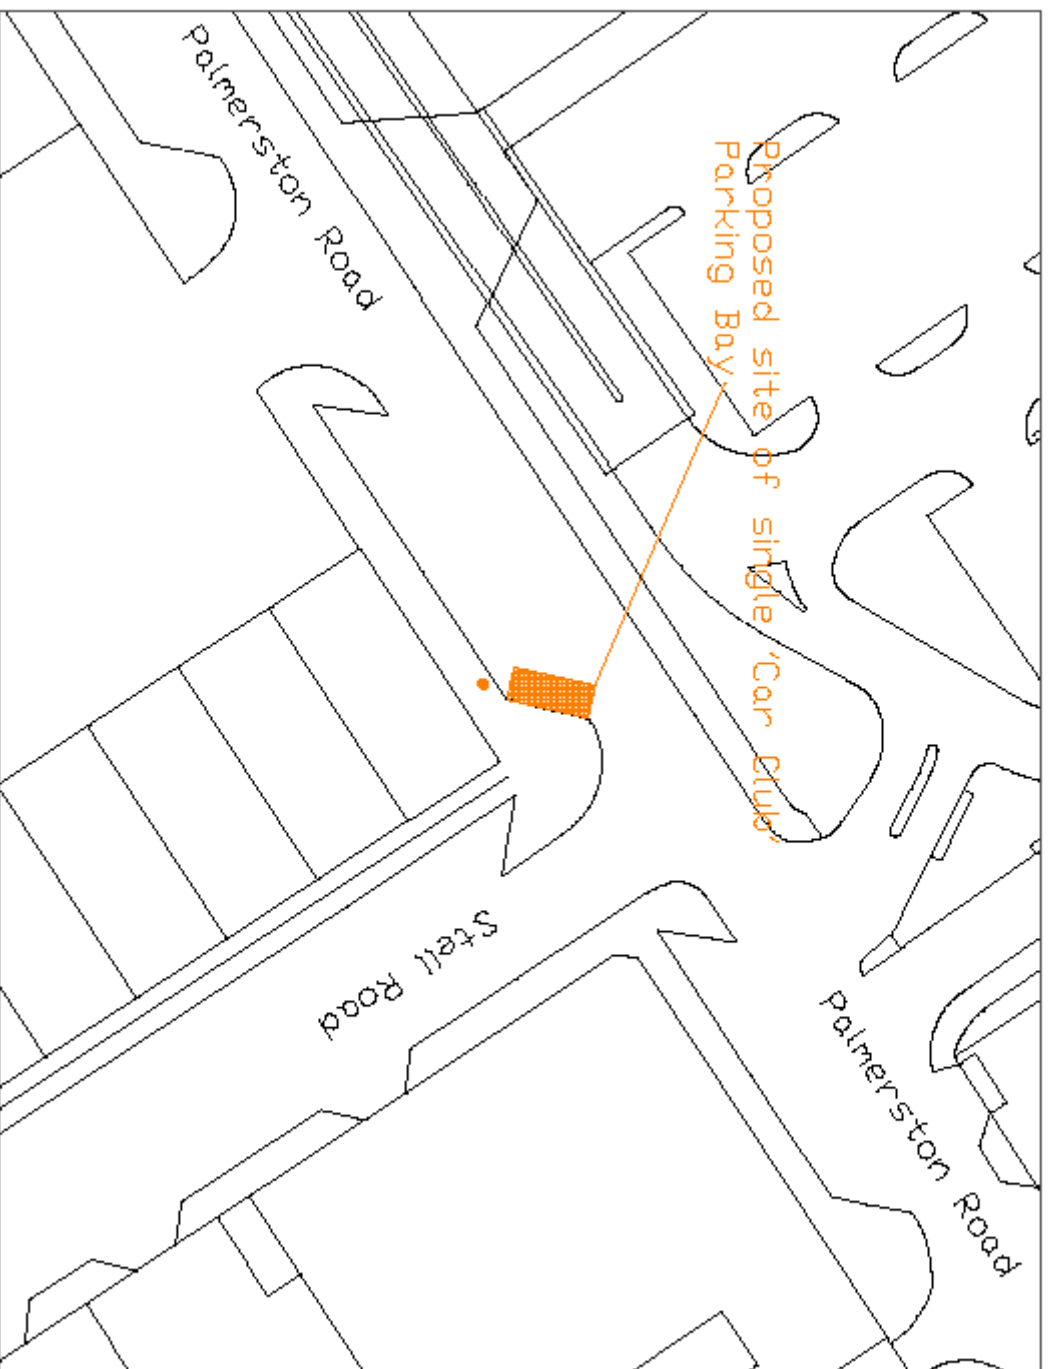 Palmerston Road
Proposed site of single 'Car Club'
Parking Bay
Stell Road
Palmerston Road